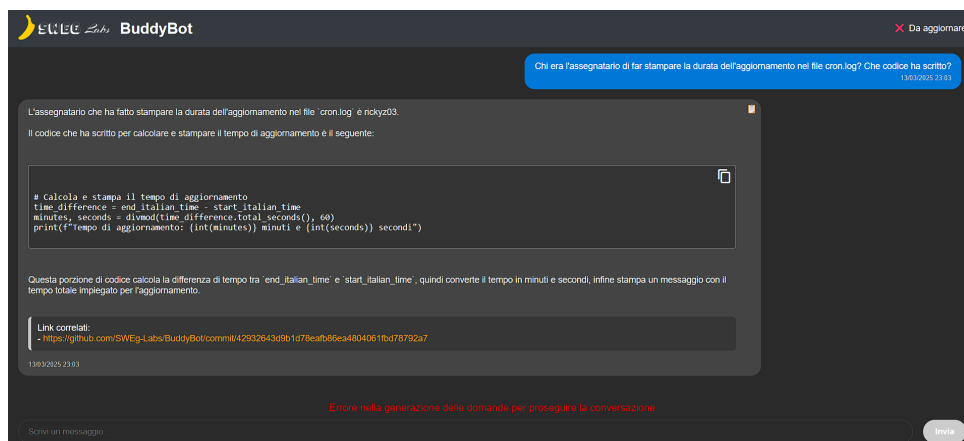 SWEG Labs BuddyBot
Da aggiornare
Chi era l'assegnatario di far stampare la durata dell'aggiornamento nel file cron.log? Che codice ha scritto?
13/03/2025 23:03
L'assegnatario che ha fatto stampare la durata dell'aggiornamento nel file `cron.log` è rickyz03.
Il codice che ha scritto per calcolare e stampare il tempo di aggiornamento è il seguente:
# Calcola e stampa il tempo di aggiornamento
time_difference = end_italian_time - start_italian_time
minutes, seconds = divmod(time_difference.total_seconds(), 60)
print(f"Tempo di aggiornamento: {int(minutes)} minuti e {int(seconds)} secondi")
Questa porzione di codice calcola la differenza di tempo tra `end_italian_time` e `start_italian_time`, quindi converte il tempo in minuti e secondi, infine stampa un messaggio con il
tempo totale impiegato per l'aggiornamento.
Link correlati:
- https://github.com/SWEg-Labs/BuddyBot/commit/42932643d9b1d78eafb86ea4804061fbd78792a7
13/03/2025 23:03
Errore nella generazione delle domande per proseguire la conversazione
Scrivi un messaggio
Invia